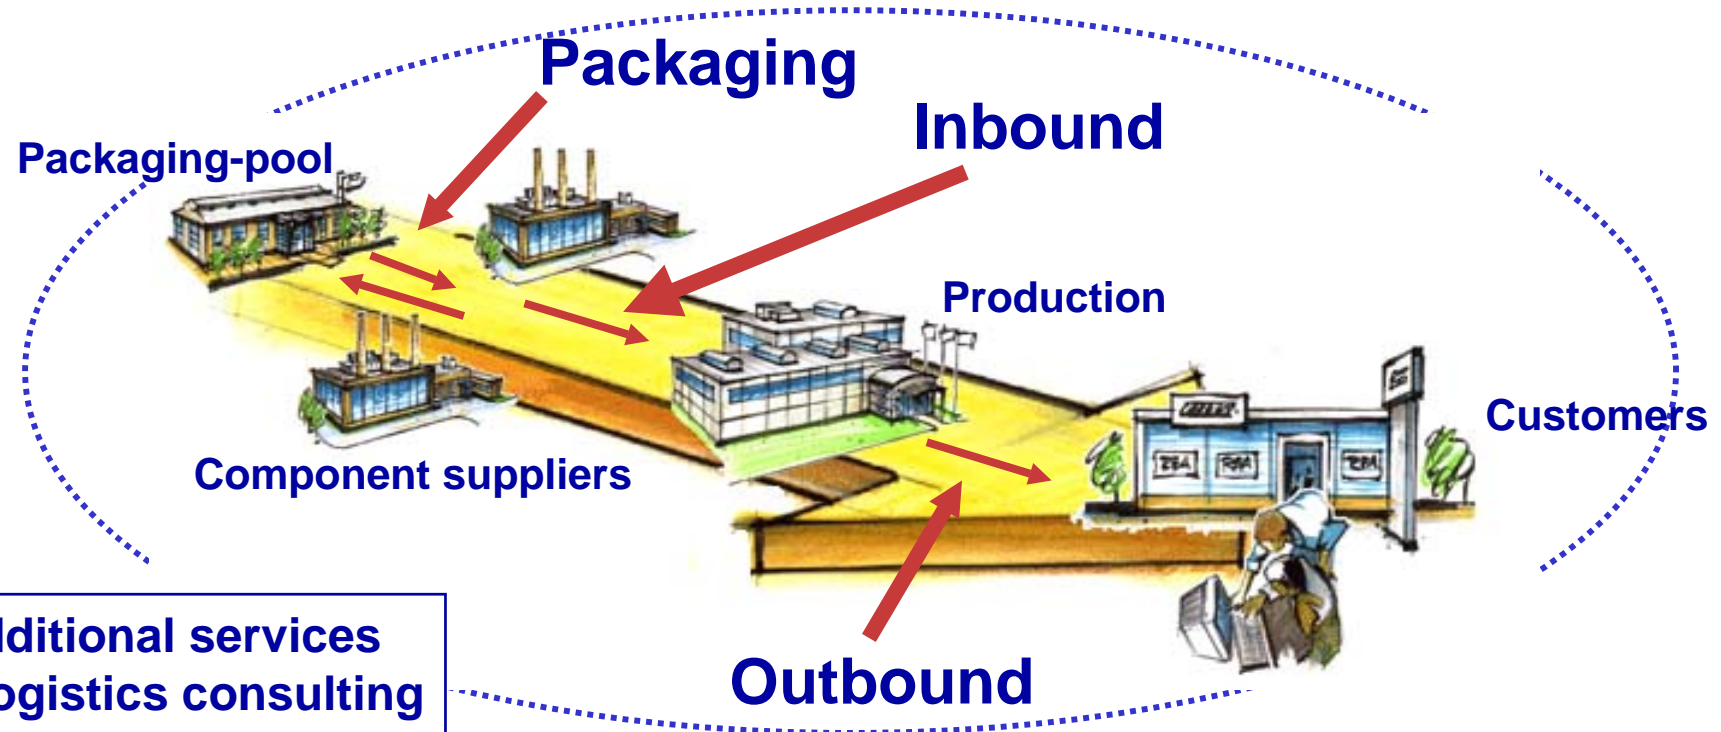 Packaging
Inbound
Packaging-pool
Production
Customers
Component suppliers
Outbound
dditional services
ogistics consulting